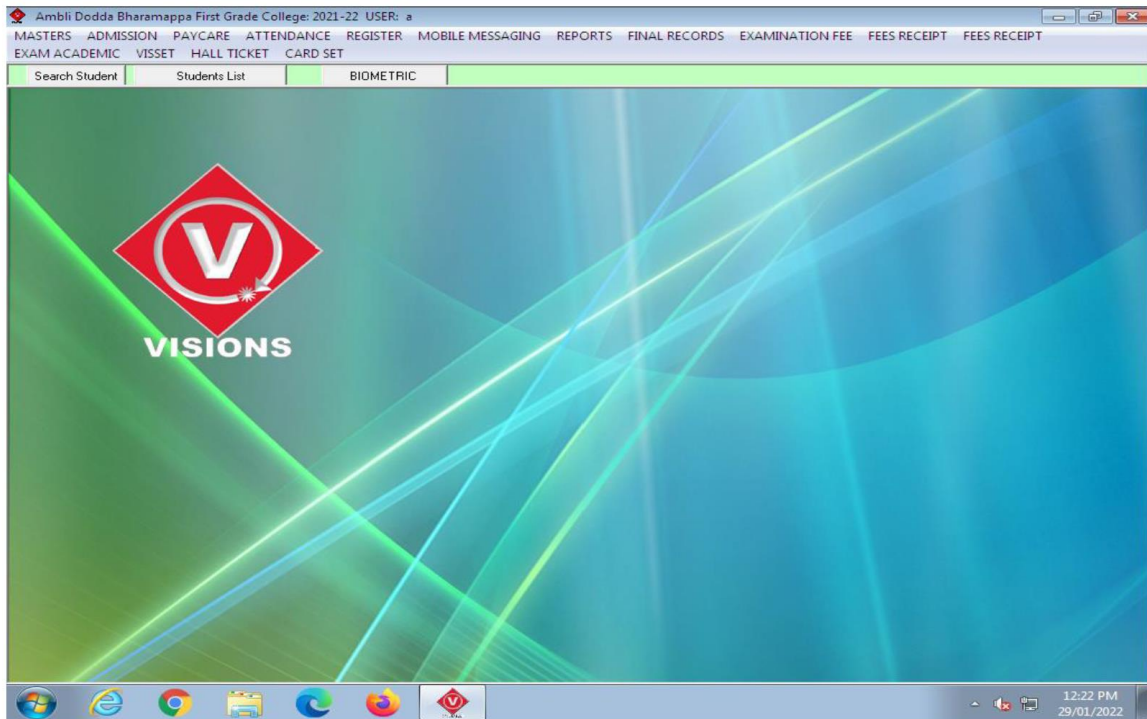 Ambli Dodda Bharamappa First Grade College: 2021-22 USER: a
MASTERS ADMISSION PAYCARE ATTENDANCE REGISTER MOBILE MESSAGING REPORTS FINAL RECORDS EXAMINATION FEE FEES RECEIPT FEES RECEIPT
EXAM ACADEMIC VISSET HALL TICKET CARD SET
Search Student Students List BIOMETRIC
V
VISIONS
V
12:22 PM
29/01/2022